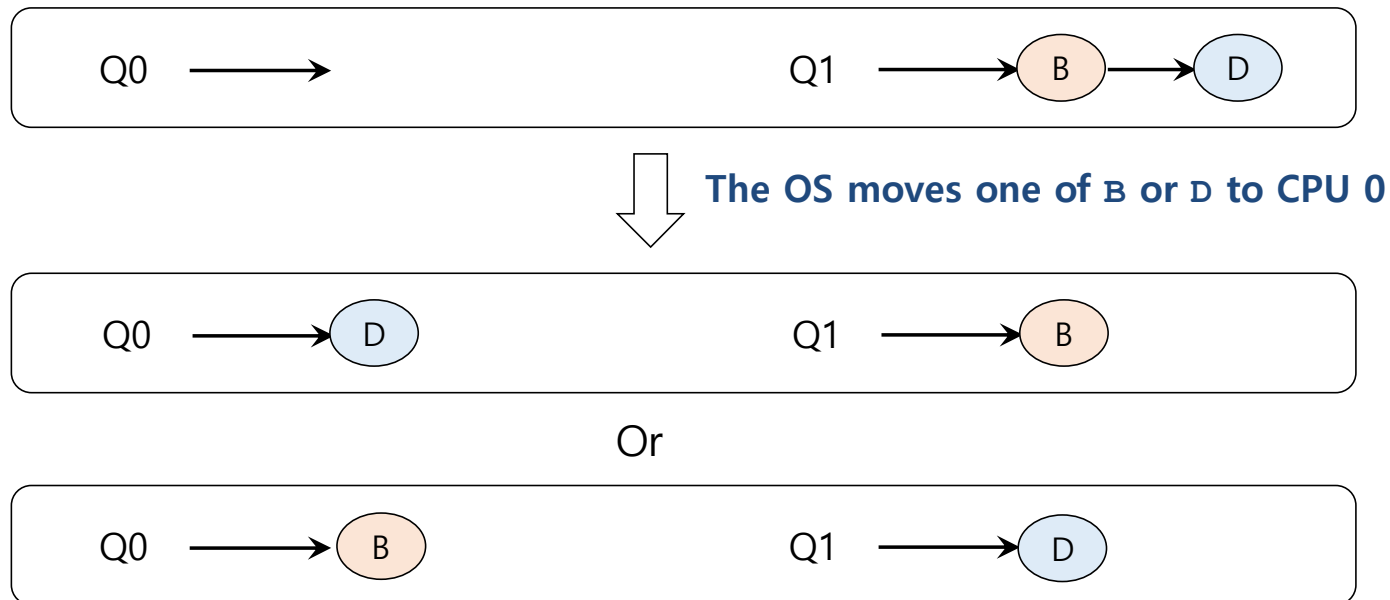 Q0 Q1 B D
The OS moves one of B or D to CPU 0
Q0 D Q1 B
Or
Q0 B Q1 D